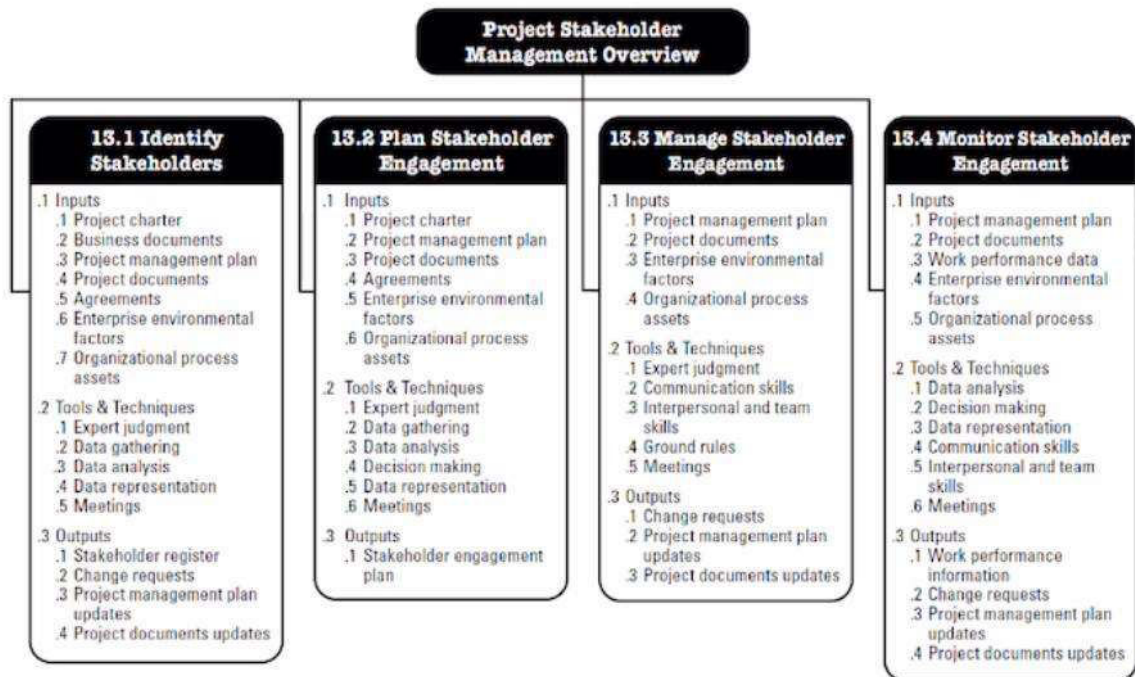 Project Stakeholder
Management Overview
13.1 Identify
Stakeholders
.1 Inputs
.1 Project charter
.2 Business documents
.3 Project management plan
.4 Project documents
.5 Agreements
.6 Enterprise environmental
factors
.7 Organizational process
assets
.2 Tools & Techniques
.1 Expert judgment
.2 Data gathering
.3 Data analysis
.4 Data representation
.5 Meetings
.3 Outputs
.1 Stakeholder register
.2 Change requests
.3 Project management plan
updates
.4 Project documents updates
13.2 Plan Stakeholder
Engagement
.1 Inputs
.1 Project charter
.2 Project management plan
.3 Project documents
.4 Agreements
.5 Enterprise environmental
factors
.6 Organizational process
assets
.2 Tools & Techniques
.1 Expert judgment
.2 Data gathering
.3 Data analysis
.4 Decision making
.5 Data representation
.6 Meetings
.3 Outputs
.1 Stakeholder engagement
plan
13.3 Manage Stakeholder
Engagement
.1 Inputs
.1 Project management plan
.2 Project documents
.3 Enterprise environmental
factors
.4 Organizational process
assets
.2 Tools & Techniques
.1 Expert judgment
.2 Communication skills
.3 Interpersonal and team
skills
.4 Ground rules
.5 Meetings
.3 Outputs
.1 Change requests
.2 Project management plan
updates
.3 Project documents updates
13.4 Monitor Stakeholder
Engagement
.1 Inputs
.1 Project management plan
.2 Project documents
.3 Work performance data
.4 Enterprise environmental
factors
.5 Organizational process
assets
.2 Tools & Techniques
.1 Data analysis
.2 Decision making
.3 Data representation
.4 Communication skills
.5 Interpersonal and team
skills
.6 Meetings
.3 Outputs
.1 Work performance
information
.2 Change requests
.3 Project management plan
updates
.4 Project documents updates